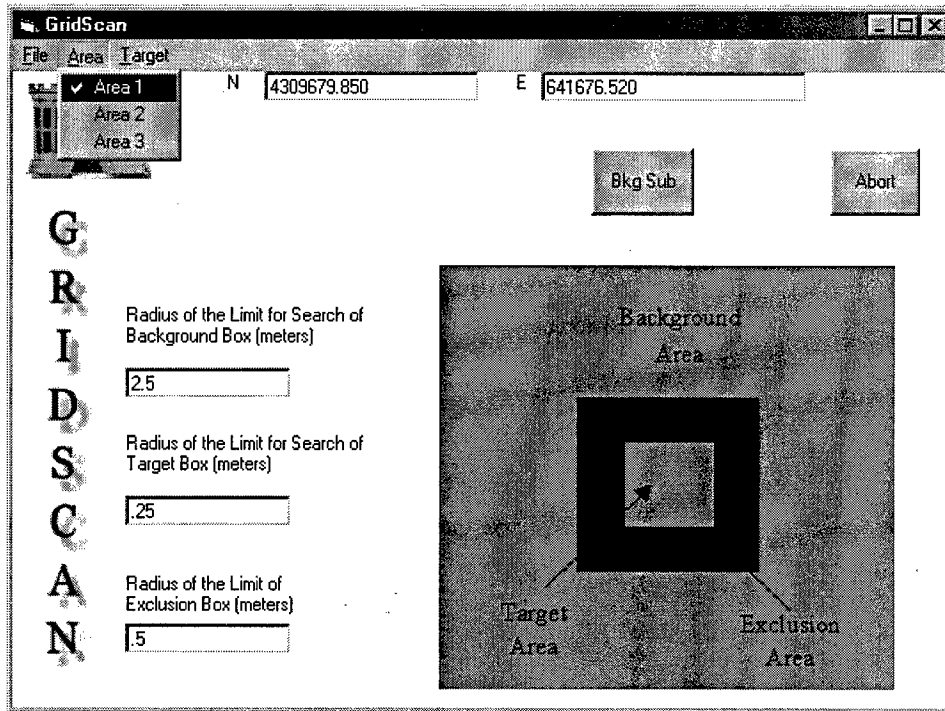 GridScan
File Area Target
Area 1
Area 2
Area 3
N 4309679.850 E 641676.520
Bkg Sub Abort
GRIDSCAN
Radius of the Limit for Search of
Background Box (meters)
2.5
Radius of the Limit for Search of
Target Box (meters)
.25
Radius of the Limit of
Exclusion Box (meters)
.5
Background
Area
Target
Area
Exclusion
Area